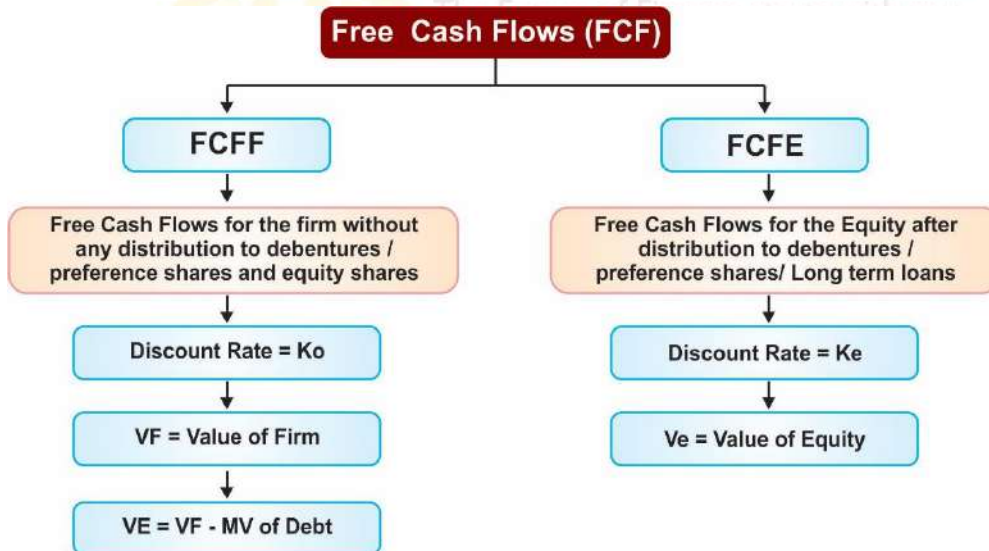 Free Cash Flows (FCF)
FCFF
FCFE
Free Cash Flows for the firm without
any distribution to debentures /
preference shares and equity shares
Free Cash Flows for the Equity after
distribution to debentures /
preference shares/ Long term loans
Discount Rate = Ko
Discount Rate = Ke
VF = Value of Firm
Ve = Value of Equity
VE = VF - MV of Debt